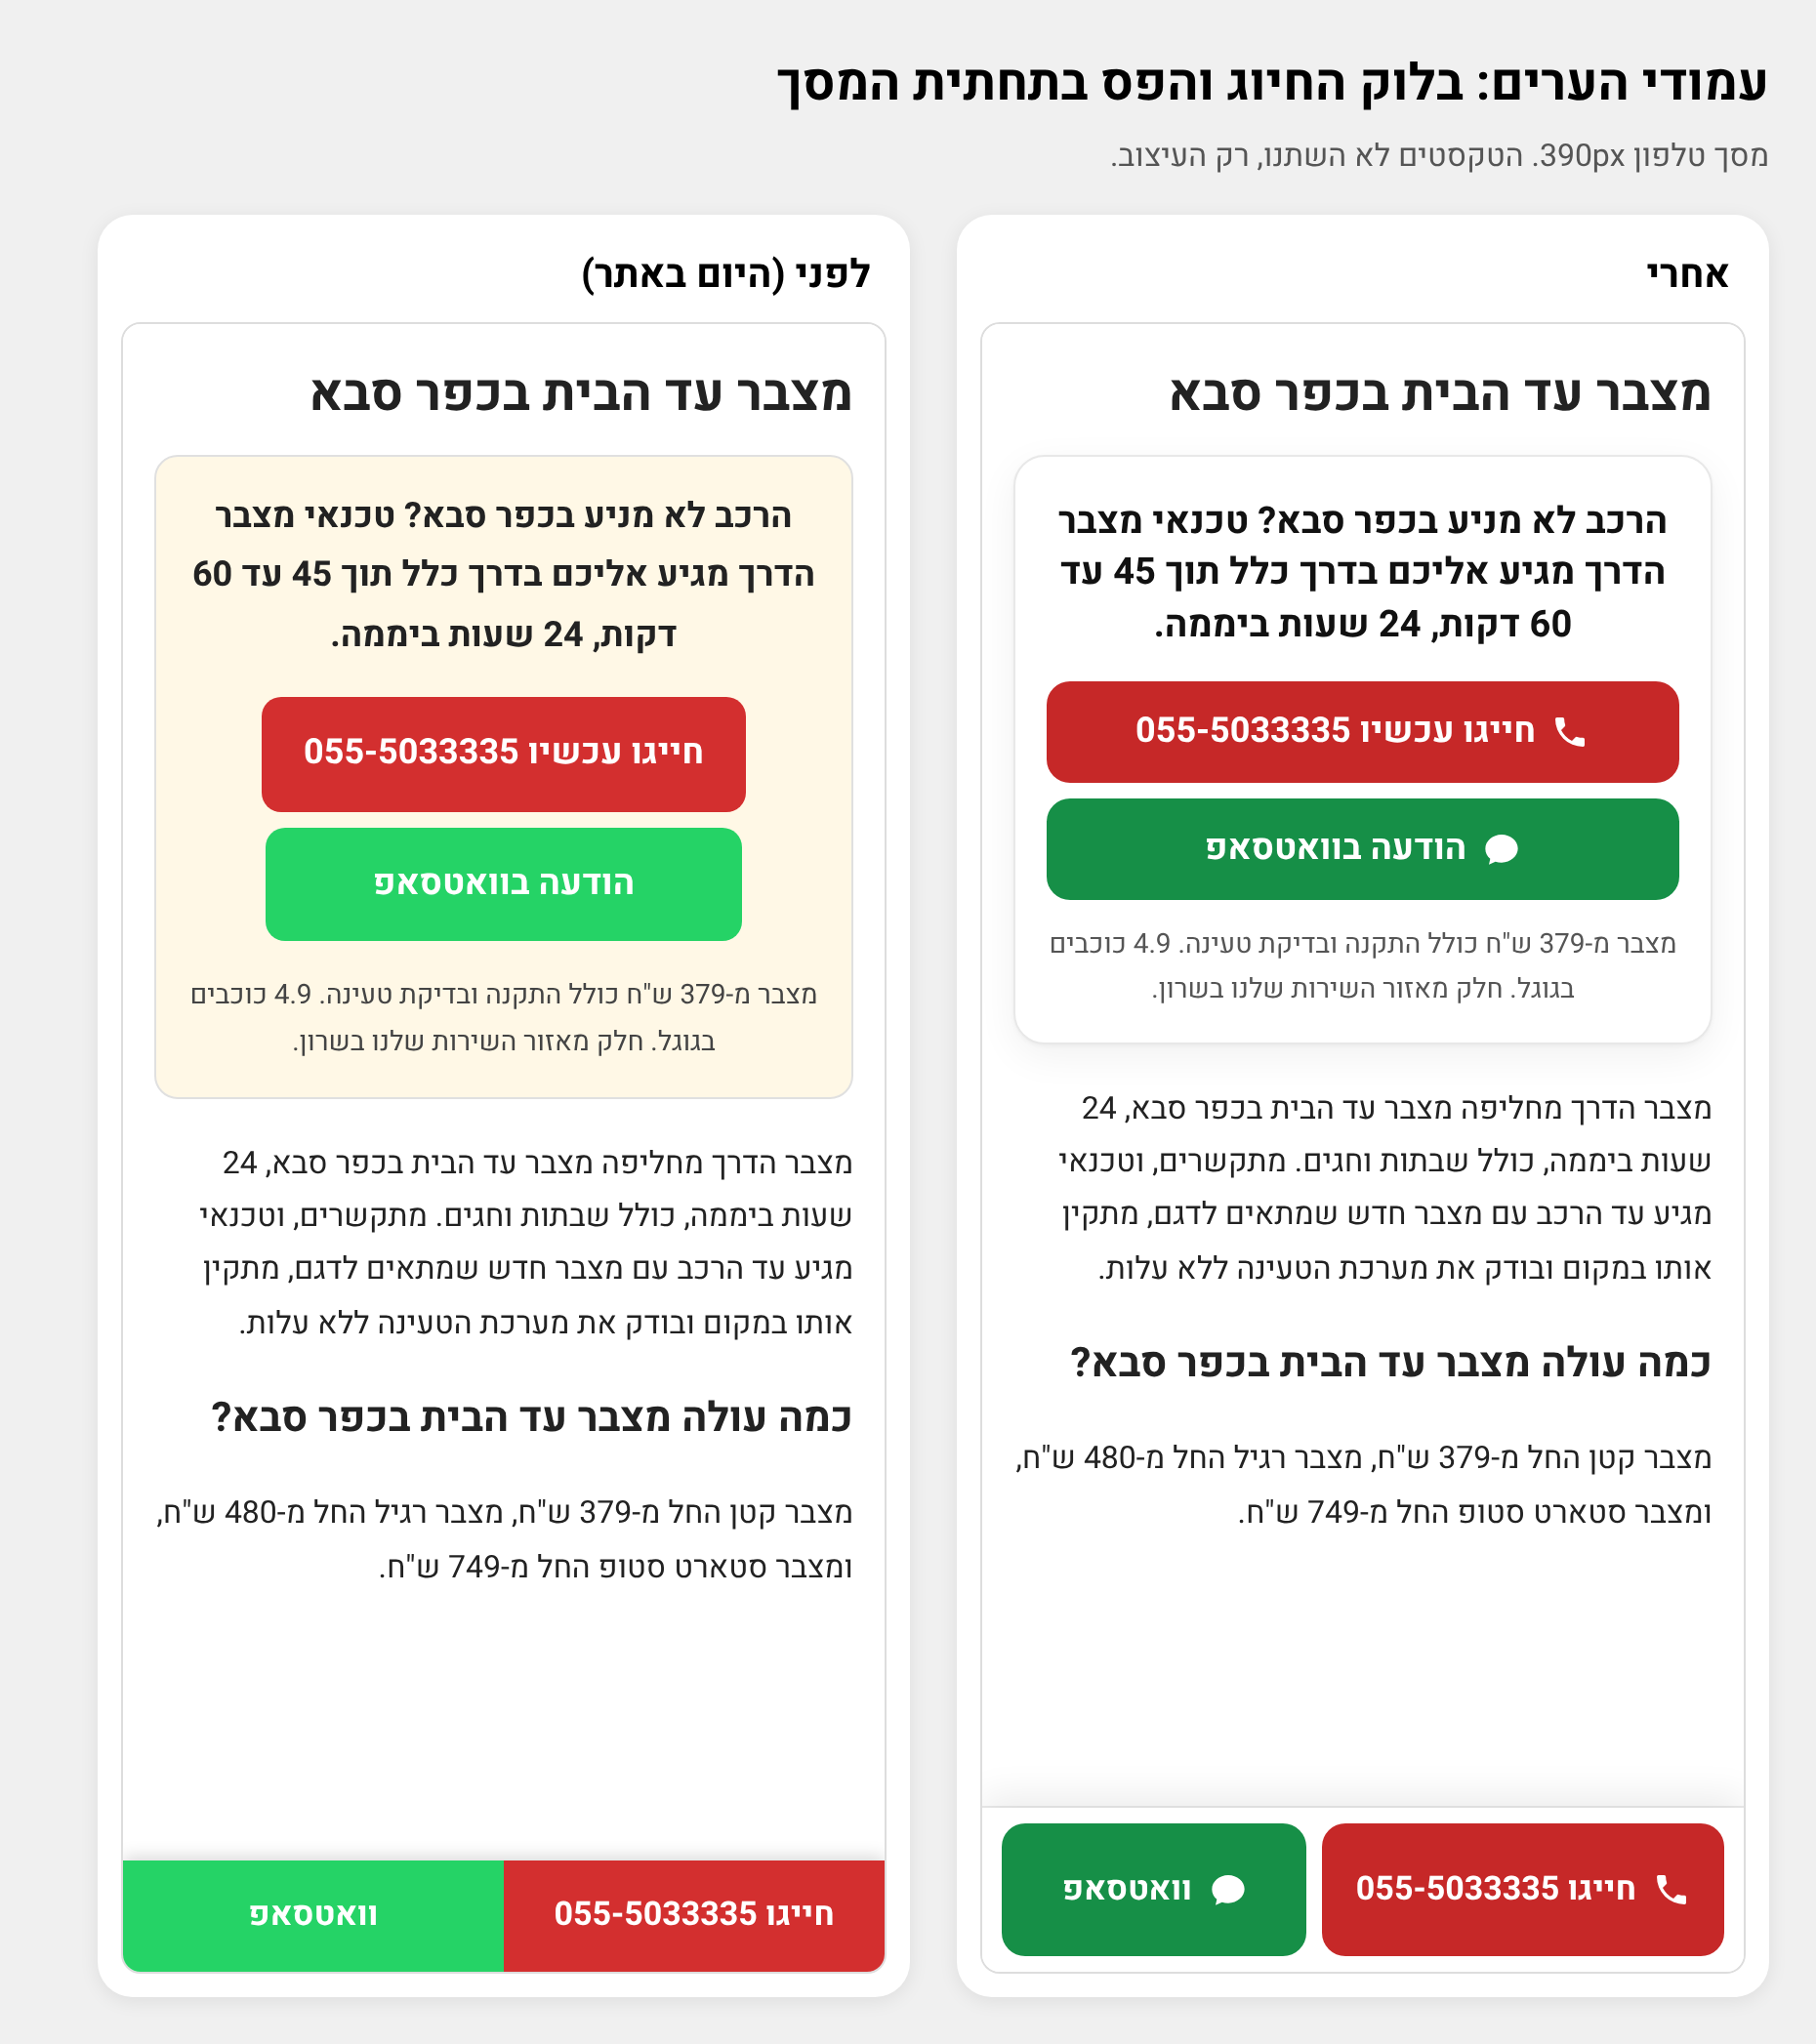 עמודי הערים: בלוק החיוג והפס בתחתית המסך
מסך טלפון 390px. הטקסטים לא השתנו, רק העיצוב.
אחרי
מצבר עד הבית בכפר סבא
הרכב לא מניע בכפר סבא? טכנאי מצבר
הדרך מגיע אליכם בדרך כלל תוך 45 עד
60 דקות, 24 שעות ביממה.
חייגו עכשיו 055-5033335
הודעה בוואטסאפ
מצבר מ-379 ש"ח כולל התקנה ובדיקת טעינה. 4.9 כוכבים
בגוגל. חלק מאזור השירות שלנו בשרון.
מצבר הדרך מחליפה מצבר עד הבית בכפר סבא, 24
שעות ביממה, כולל שבתות וחגים. מתקשרים, וטכנאי
מגיע עד הרכב עם מצבר חדש שמתאים לדגם, מתקין
אותו במקום ובודק את מערכת הטעינה ללא עלות.
כמה עולה מצבר עד הבית בכפר סבא?
מצבר קטן החל מ-379 ש"ח, מצבר רגיל החל מ-480 ש"ח,
ומצבר סטארט סטופ החל מ-749 ש"ח.
חייגו 055-5033335
וואטסאפ
לפני (היום באתר)
מצבר עד הבית בכפר סבא
הרכב לא מניע בכפר סבא? טכנאי מצבר
הדרך מגיע אליכם בדרך כלל תוך 45 עד 60
דקות, 24 שעות ביממה.
חייגו עכשיו 055-5033335
הודעה בוואטסאפ
מצבר מ-379 ש"ח כולל התקנה ובדיקת טעינה. 4.9 כוכבים
בגוגל. חלק מאזור השירות שלנו בשרון.
מצבר הדרך מחליפה מצבר עד הבית בכפר סבא, 24
שעות ביממה, כולל שבתות וחגים. מתקשרים, וטכנאי
מגיע עד הרכב עם מצבר חדש שמתאים לדגם, מתקין
אותו במקום ובודק את מערכת הטעינה ללא עלות.
כמה עולה מצבר עד הבית בכפר סבא?
מצבר קטן החל מ-379 ש"ח, מצבר רגיל החל מ-480 ש"ח,
ומצבר סטארט סטופ החל מ-749 ש"ח.
חייגו 055-5033335
וואטסאפ